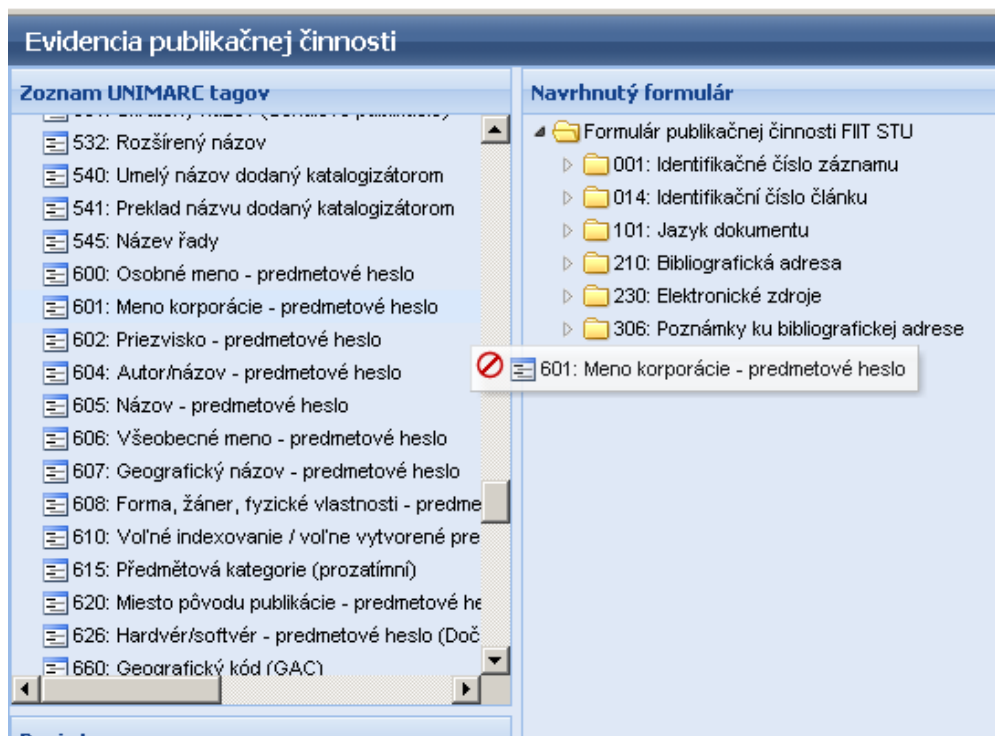 Evidencia publikačnej činnosti
Zoznam UNIMARC tagov
532: Rozšírený názov
540: Umelý názov dodaný katalogizátorom
541: Preklad názvu dodaný katalogizátorom
545: Název řady
600: Osobné meno - predmetové heslo
601: Meno korporácie - predmetové heslo
602: Priezvisko - predmetové heslo
604: Autor/názov - predmetové heslo
605: Názov - predmetové heslo
606: Všeobecné meno - predmetové heslo
607: Geografický názov - predmetové heslo
608: Forma, žáner, fyzické vlastnosti - predme
610: Voľné indexovanie / voľne vytvorené pre
615: Předmětová kategorie (prozatímní)
620: Miesto pôvodu publikácie - predmetové he
626: Hardvér/softvér - predmetové heslo (Doč
660: Geografický kód (GAC)
Navrhnutý formulár
Formulár publikačnej činnosti FIIT STU
001: Identifikačné číslo záznamu
014: Identifikační číslo článku
101: Jazyk dokumentu
210: Bibliografická adresa
230: Elektronické zdroje
306: Poznámky ku bibliografickej adrese
601: Meno korporácie - predmetové heslo